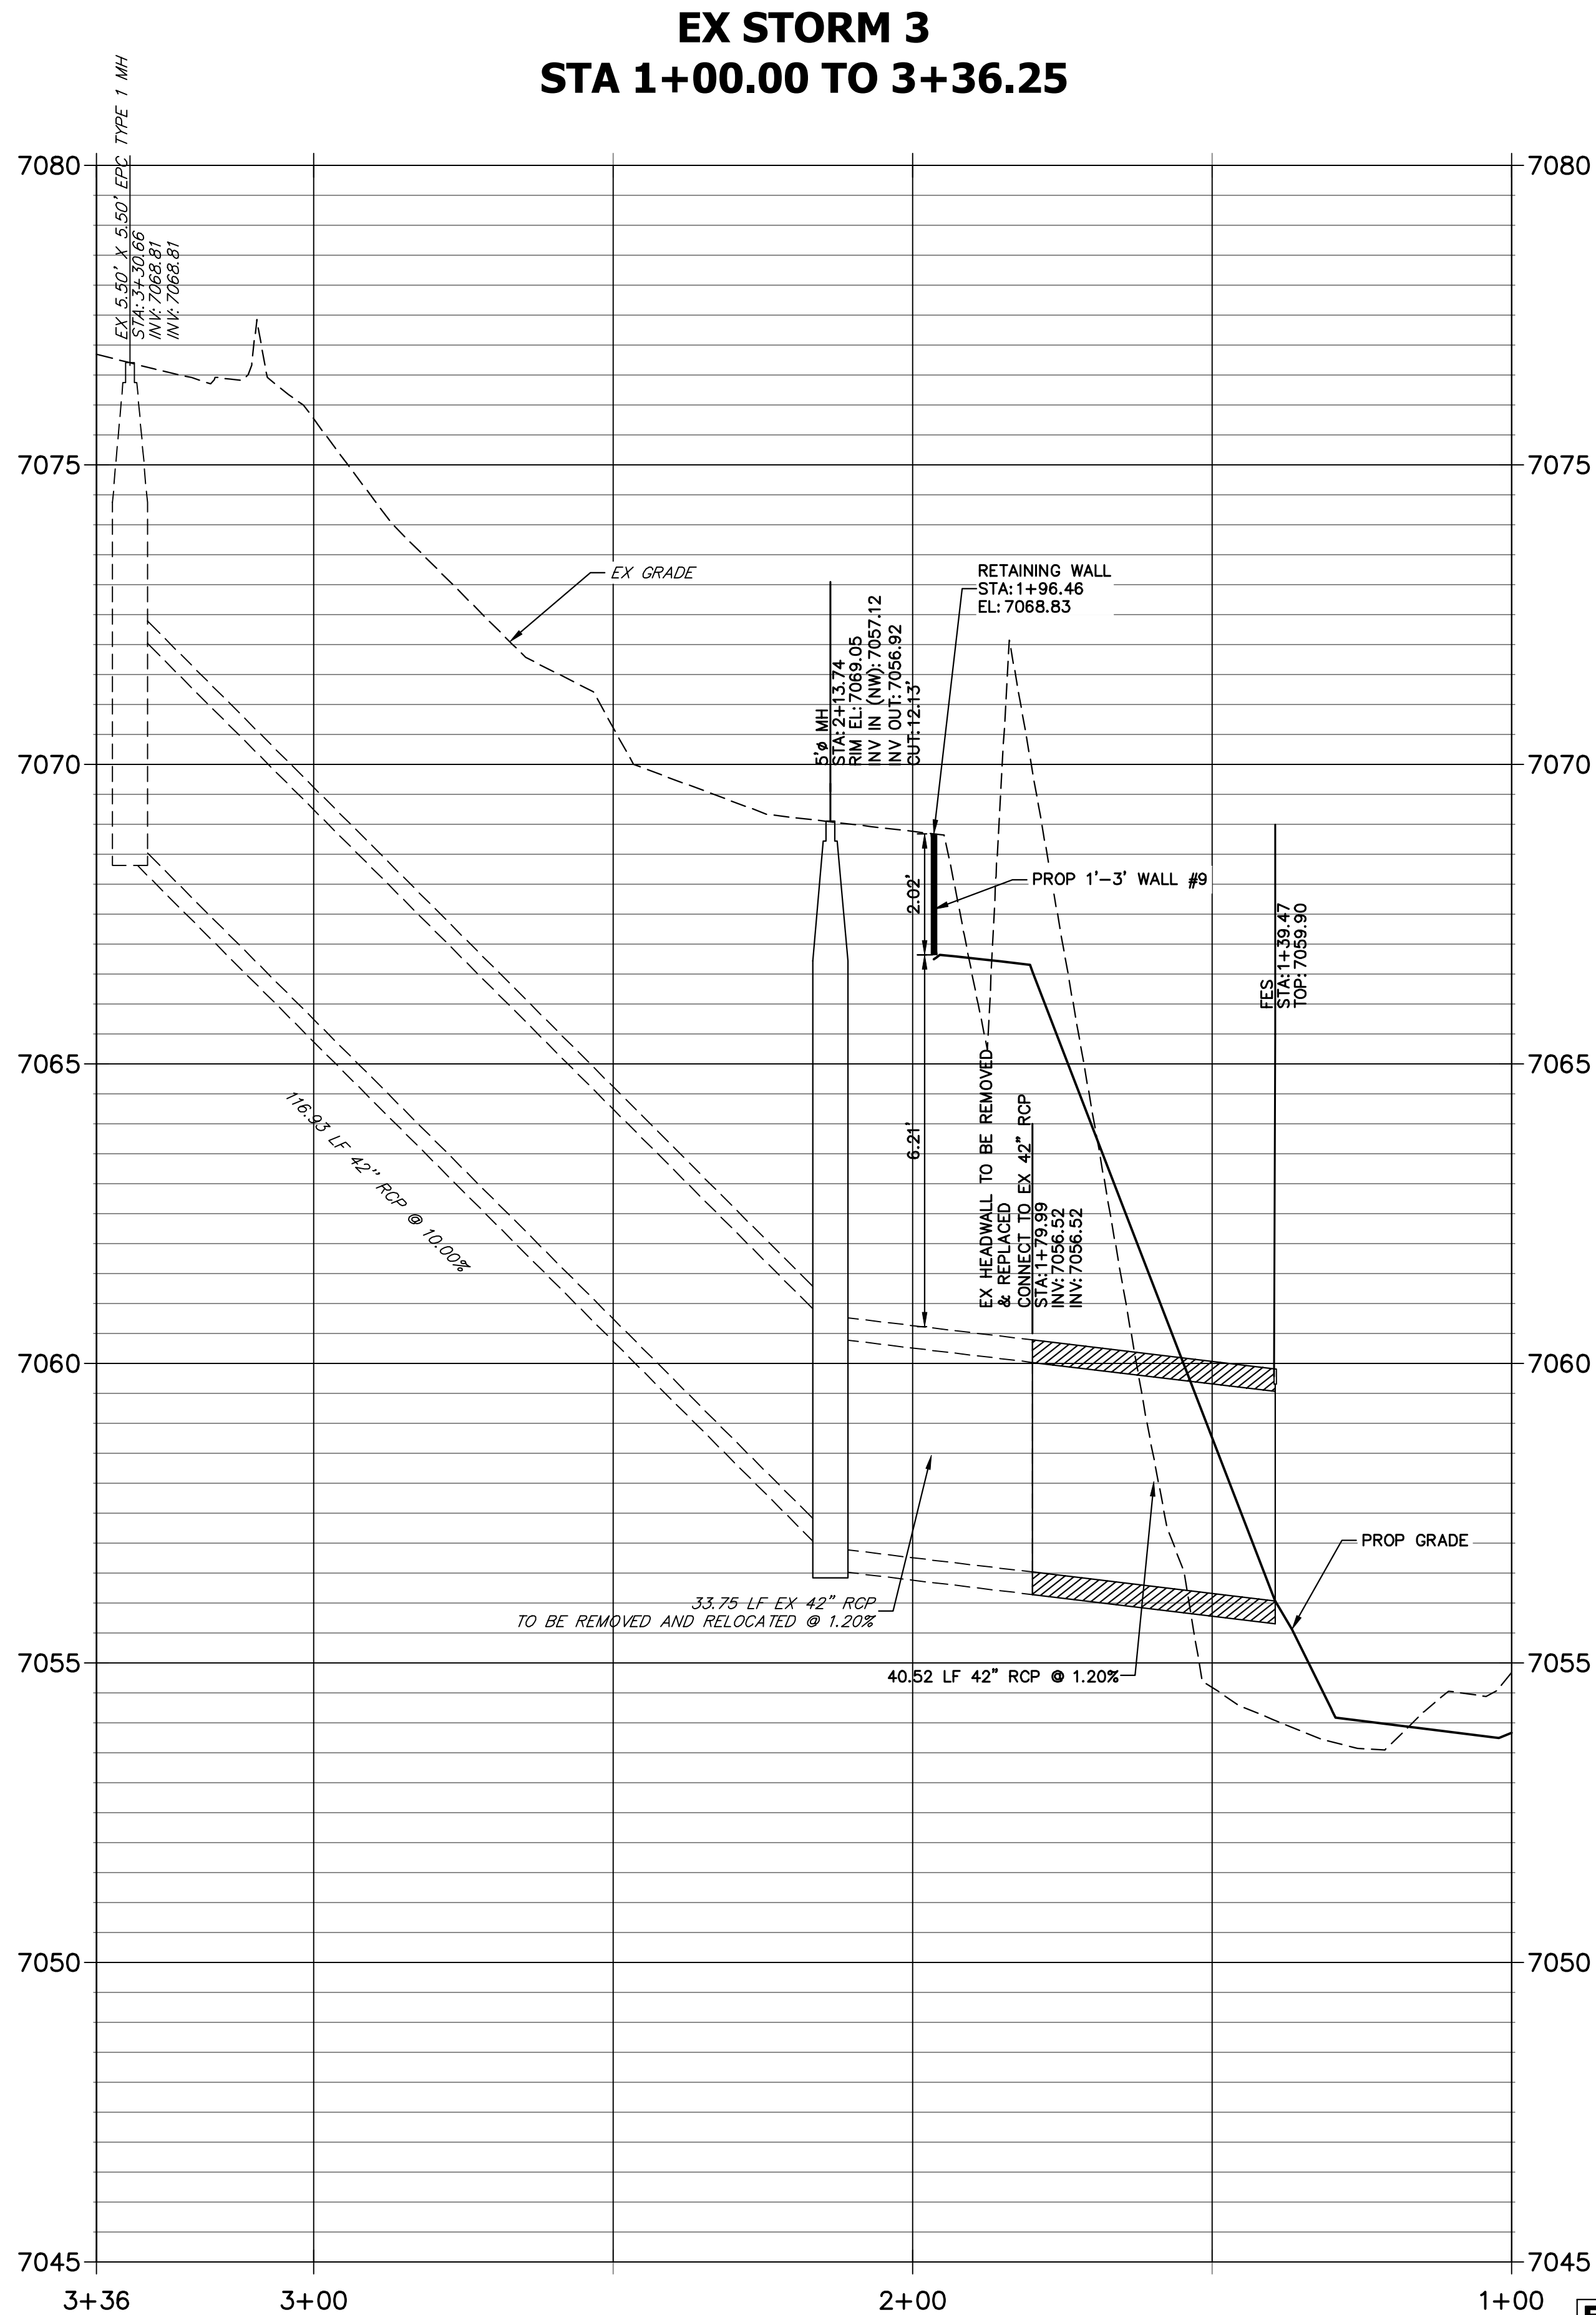 EX STORM 3
STA 1+00.00 TO 3+36.25
EX 5.50' X 5.50' EPC TYPE 1 MH
STA: 3+30.66
INV: 7068.81
INV: 7068.81
7080
7080
7075
7075
EX GRADE
RETAINING WALL
STA: 1+96.46
EL: 7068.83
5'ø MH
STA: 2+13.74
RIM EL: 7069.05
INV IN (NW): 7057.12
INV OUT: 7056.92
CUT: 12.13'
7070
7070
2.02'
PROP 1'-3' WALL #9
FES
STA: 1+39.47
TOP: 7059.90
7065
7065
6.21'
EX HEADWALL TO BE REMOVED
& REPLACED
CONNECT TO EX 42" RCP
STA: 1+79.99
INV: 7056.52
INV: 7056.52
116.93 LF 42'' RCP @ 10.00%
7060
7060
PROP GRADE
33.75 LF EX 42" RCP
TO BE REMOVED AND RELOCATED @ 1.20%
7055
7055
40.52 LF 42" RCP @ 1.20%
7050
7050
7045
7045
3+36
3+00
2+00
1+00